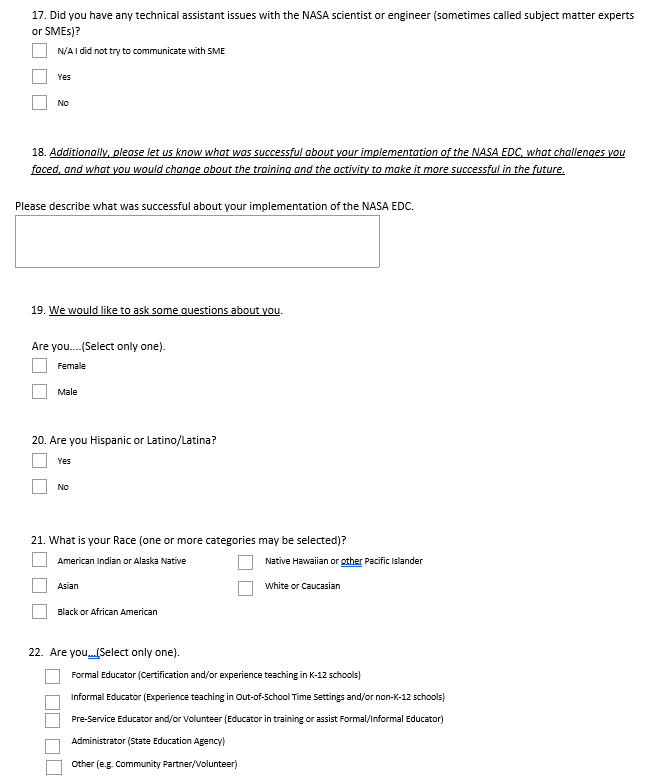 17. Did you have any technical assistant issues with the NASA scientist or engineer (sometimes called subject matter experts
or SMEs)?
N/A I did not try to communicate with SME
Yes
No
18. Additionally, please let us know what was successful about your implementation of the NASA EDC, what challenges you
faced, and what you would change about the training and the activity to make it more successful in the future.
Please describe what was successful about your implementation of the NASA EDC.
19. We would like to ask some questions about you.
Are you....(Select only one).
Female
Male
20. Are you Hispanic or Latino/Latina?
Yes
No
21. What is your Race (one or more categories may be selected)?
American Indian or Alaska Native
Native Hawaiian or other Pacific Islander
Asian
White or Caucasian
Black or African American
22. Are you...(Select only one).
Formal Educator (Certification and/or experience teaching in K-12 schools)
Informal Educator (Experience teaching in Out-of-School Time Settings and/or non-K-12 schools)
Pre-Service Educator and/or Volunteer (Educator in training or assist Formal/Informal Educator)
Administrator (State Education Agency)
Other (e.g. Community Partner/Volunteer)